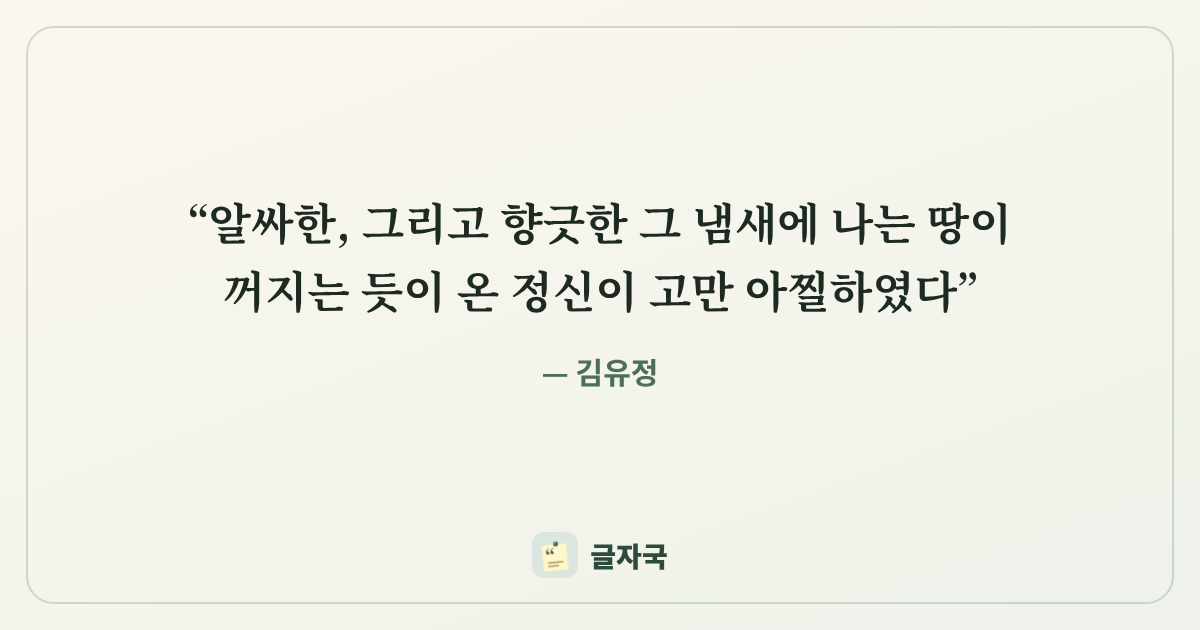 “알싸한, 그리고 향긋한 그 냄새에 나는 땅이
꺼지는 듯이 온 정신이 고만 아찔하였다”
— 김유정
글자국